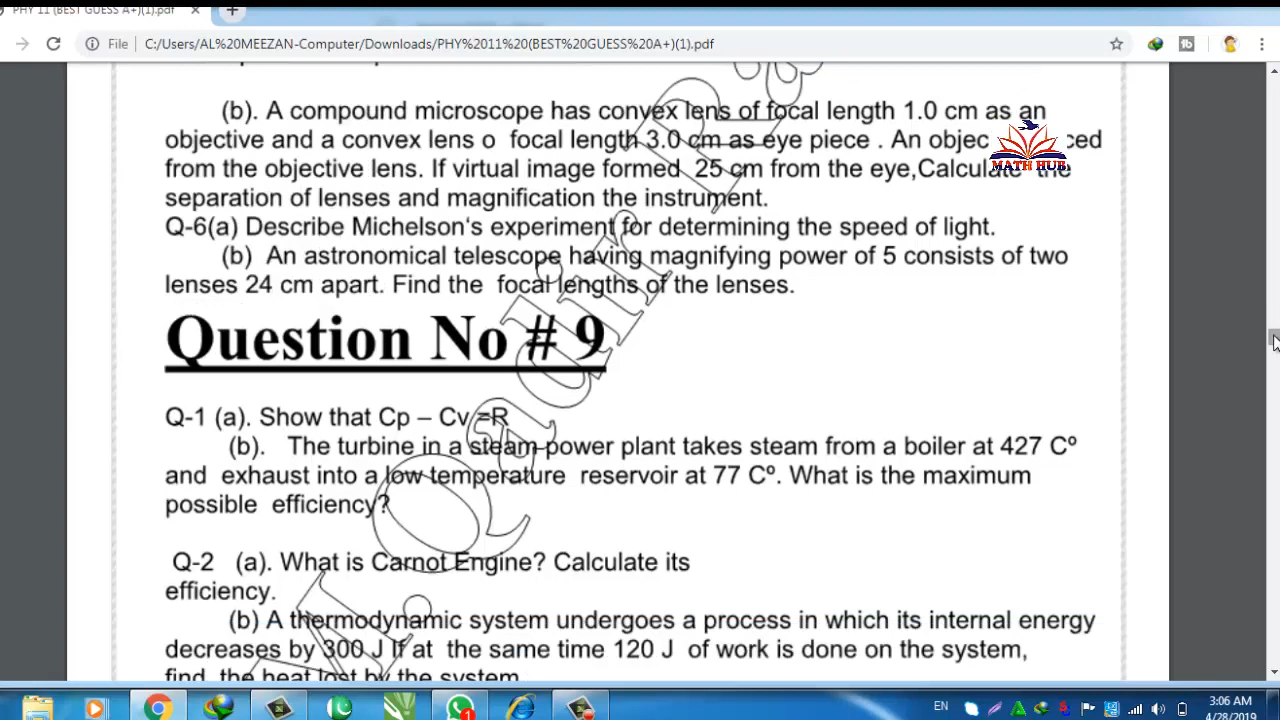 PHY 11 (BEST GUESS A+)(1).pdf
File C:/Users/AL%20MEEZAN-Computer/Downloads/PHY%2011%20(BEST%20GUESS%20A+)(1).pdf
(b). A compound microscope has convex lens of focal length 1.0 cm as an
objective and a convex lens o focal length 3.0 cm as eye piece . An objec ced
MATH HUB
from the objective lens. If virtual image formed 25 cm from the eye,Calculate the
separation of lenses and magnification the instrument.
Q-6(a) Describe Michelson‘s experiment for determining the speed of light.
(b) An astronomical telescope having magnifying power of 5 consists of two
lenses 24 cm apart. Find the focal lengths of the lenses.
Question No # 9
Q-1 (a). Show that Cp – Cv =R
(b). The turbine in a steam power plant takes steam from a boiler at 427 Cº
and exhaust into a low temperature reservoir at 77 Cº. What is the maximum
possible efficiency?
Q-2 (a). What is Carnot Engine? Calculate its
efficiency.
(b) A thermodynamic system undergoes a process in which its internal energy
decreases by 300 J If at the same time 120 J of work is done on the system,
find the heat lost by the system
EN
3:06 AM
4/28/2019